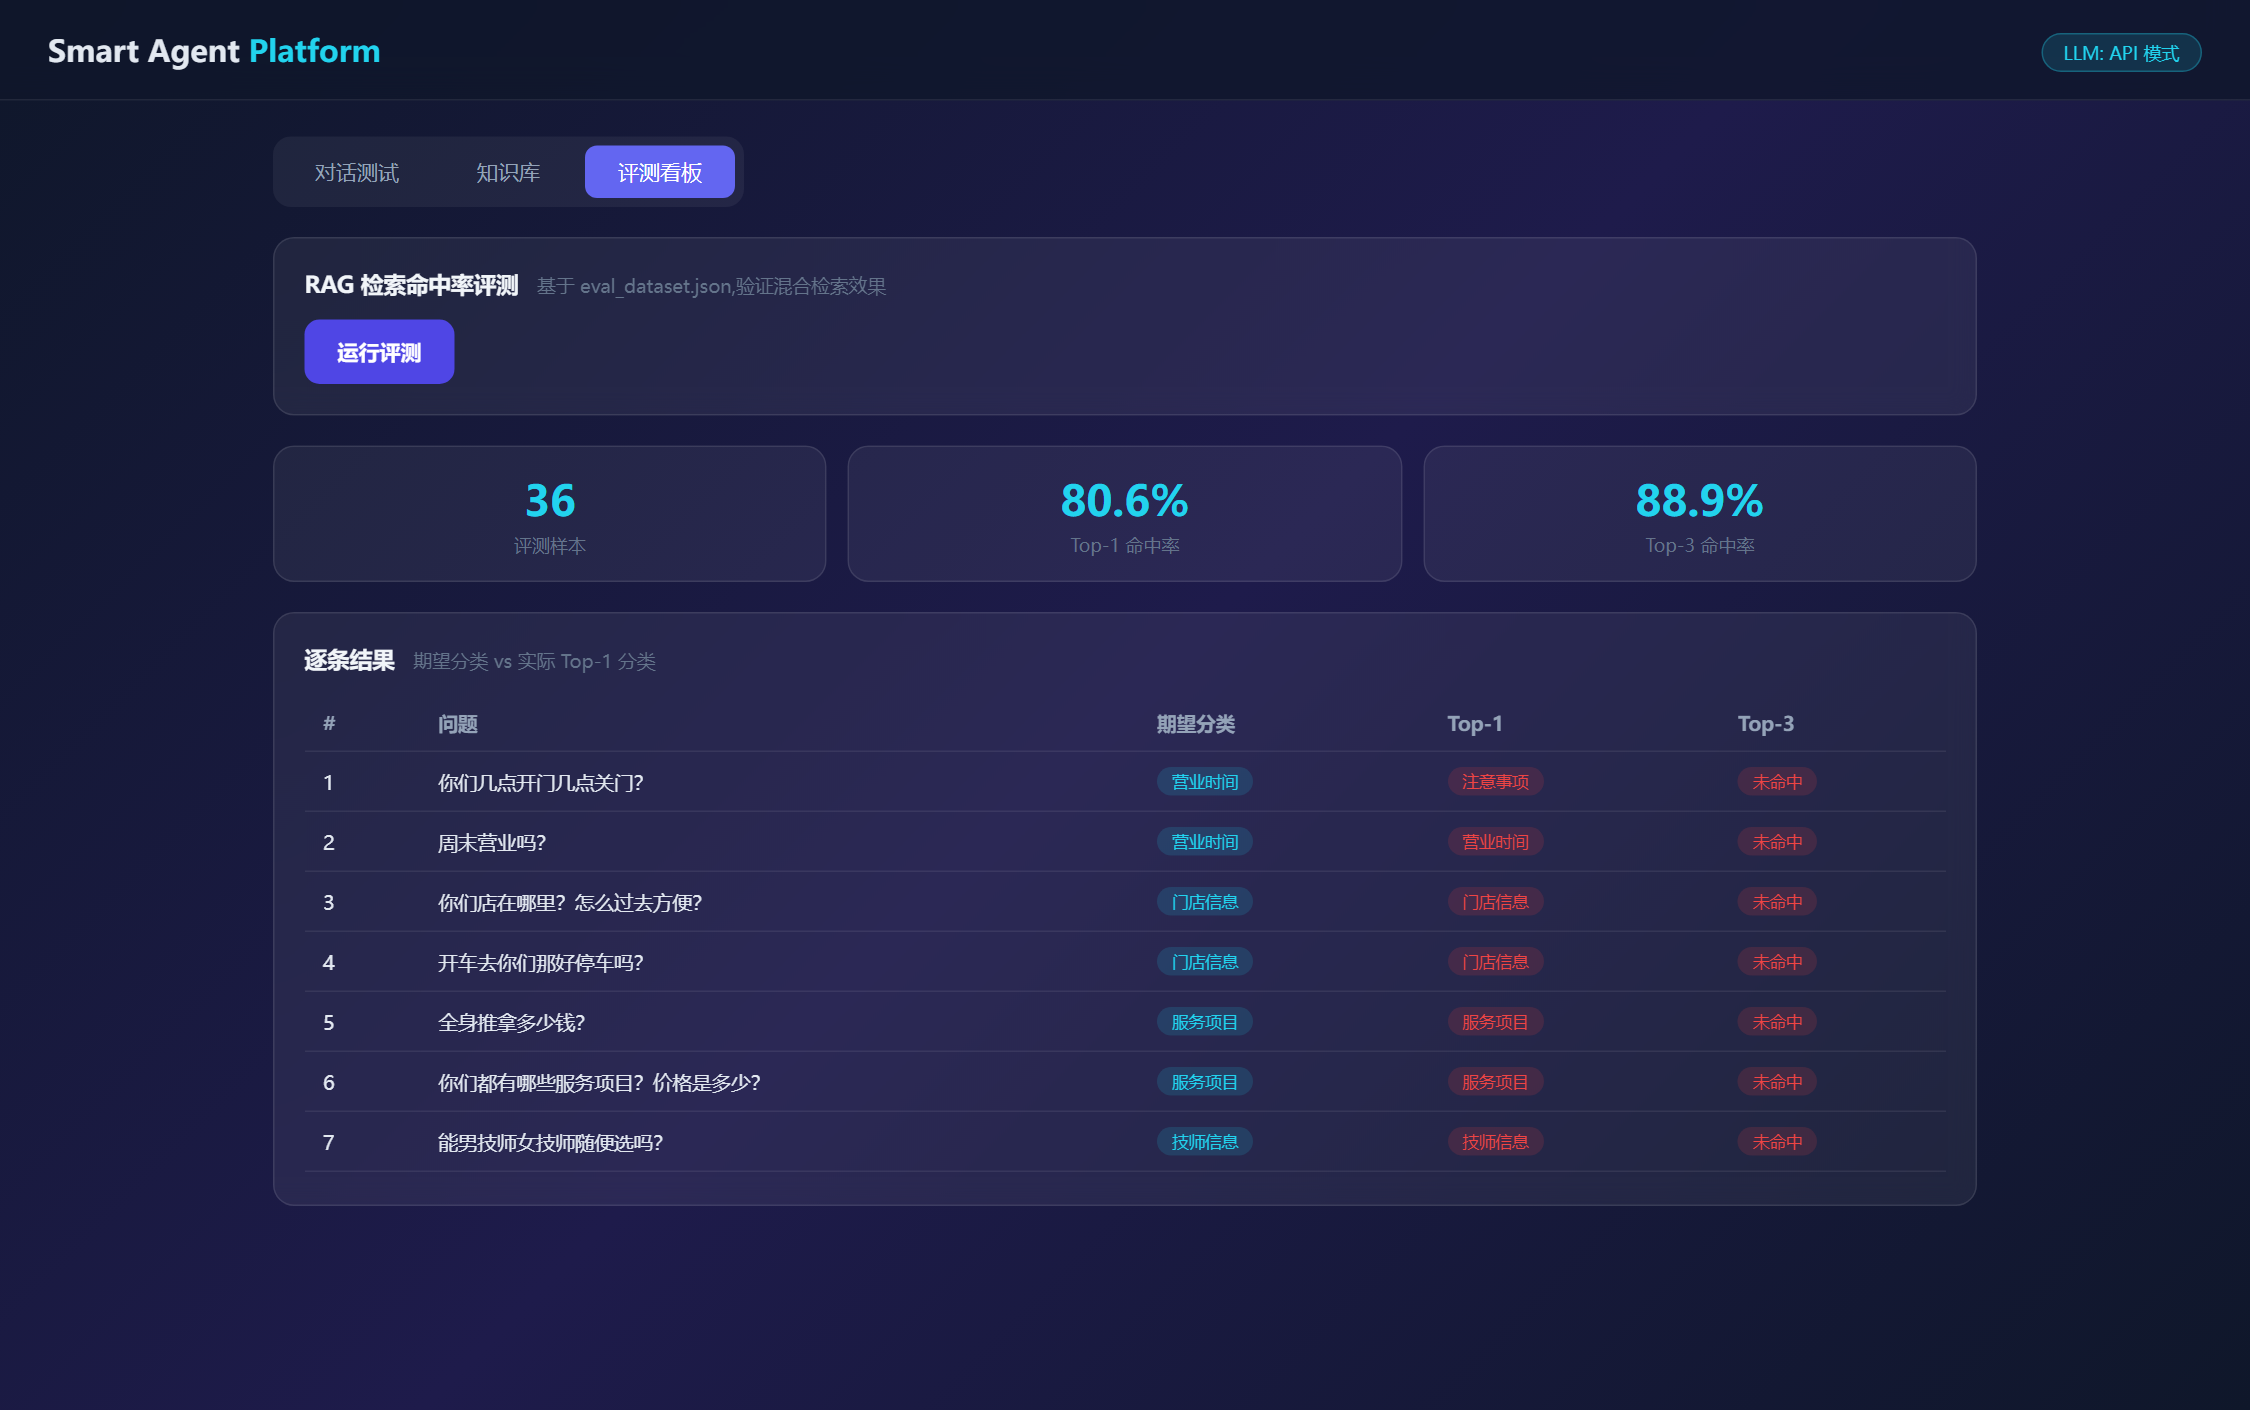 Smart Agent Platform
LLM: API 模式
对话测试 知识库 评测看板
RAG 检索命中率评测 基于 eval_dataset.json,验证混合检索效果
运行评测
36 80.6% 88.9%
评测样本 Top-1 命中率 Top-3 命中率
逐条结果 期望分类 vs 实际 Top-1 分类
# 问题 期望分类 Top-1 Top-3
1 你们几点开门几点关门? 营业时间 注意事项 未命中
2 周末营业吗? 营业时间 营业时间 未命中
3 你们店在哪里？怎么过去方便? 门店信息 门店信息 未命中
4 开车去你们那好停车吗? 门店信息 门店信息 未命中
5 全身推拿多少钱? 服务项目 服务项目 未命中
6 你们都有哪些服务项目？价格是多少? 服务项目 服务项目 未命中
7 能男技师女技师随便选吗? 技师信息 技师信息 未命中